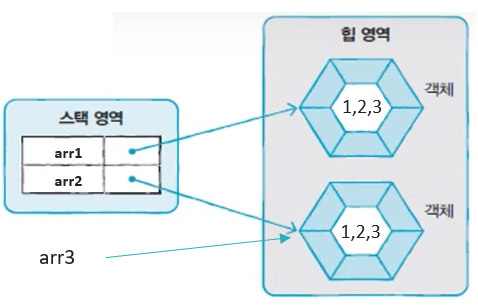 힙 영역
객체
1,2,3
스택 영역
arr1
arr2
객체
1,2,3
arr3